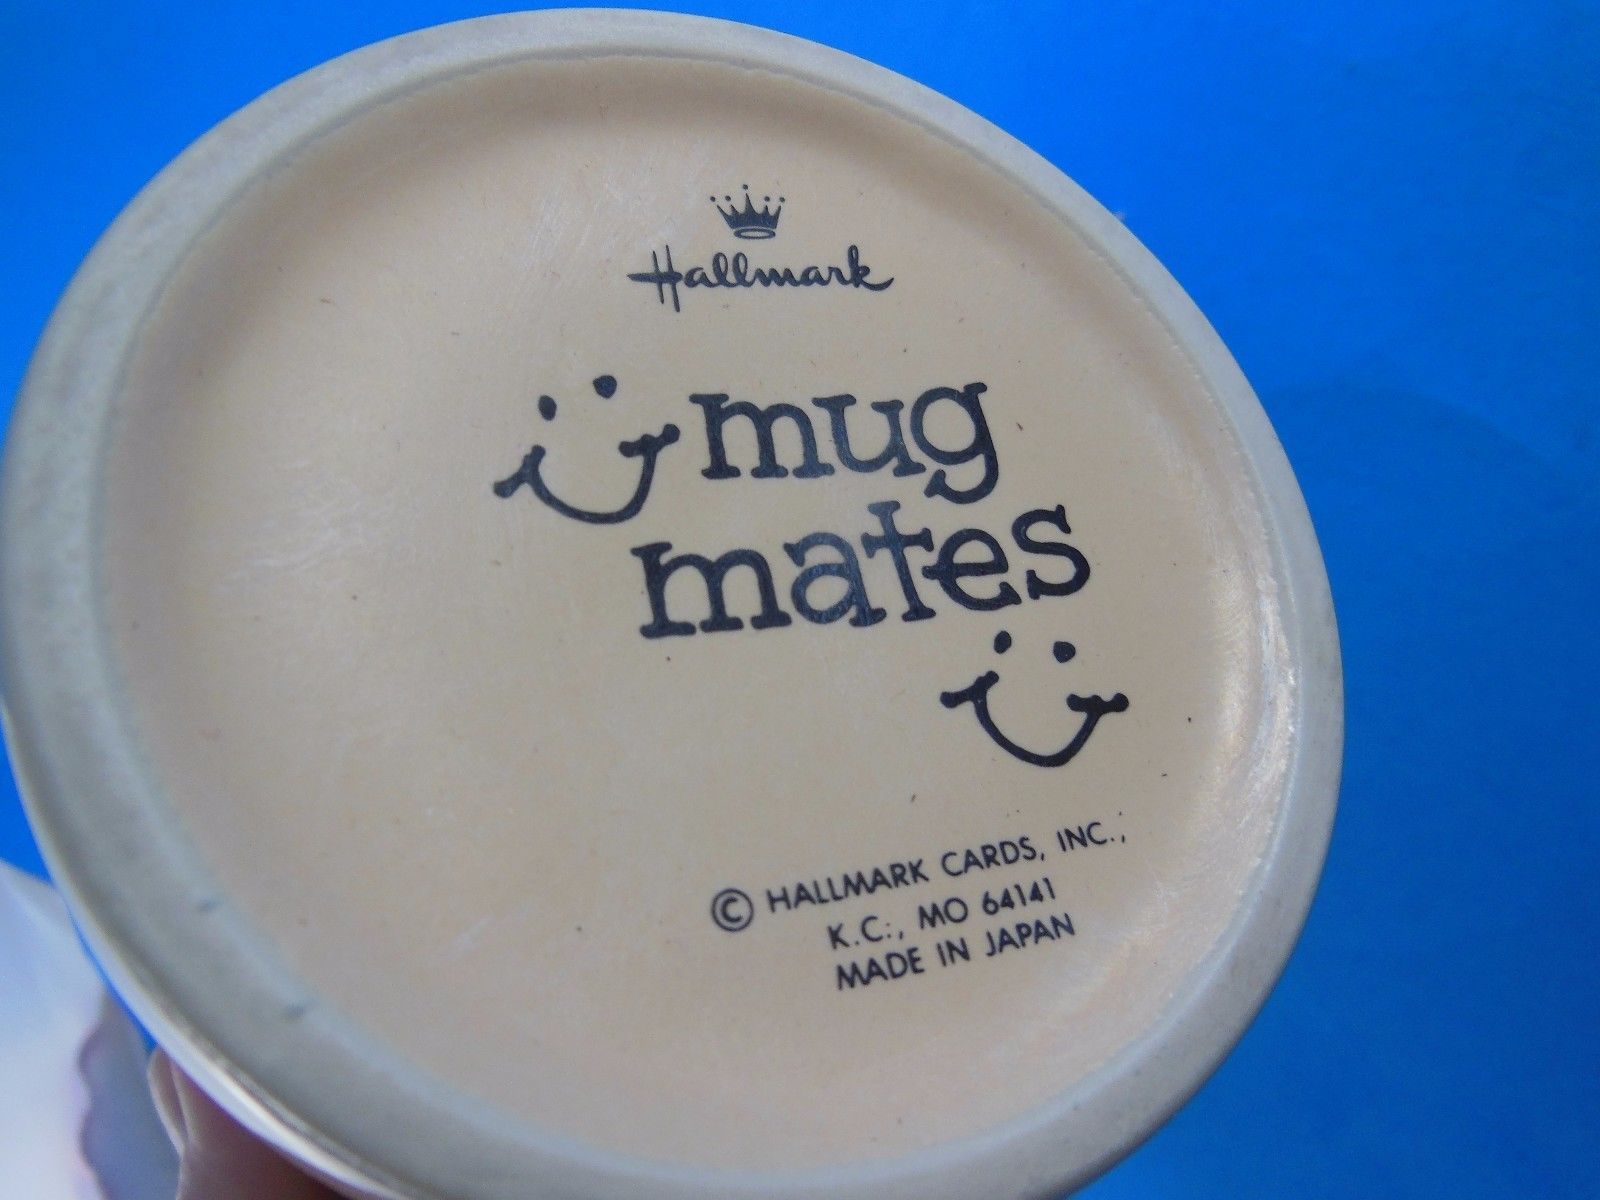 Hallmark
mug
mates
© HALLMARK CARDS, INC.,
K.C., MO 64141
MADE IN JAPAN